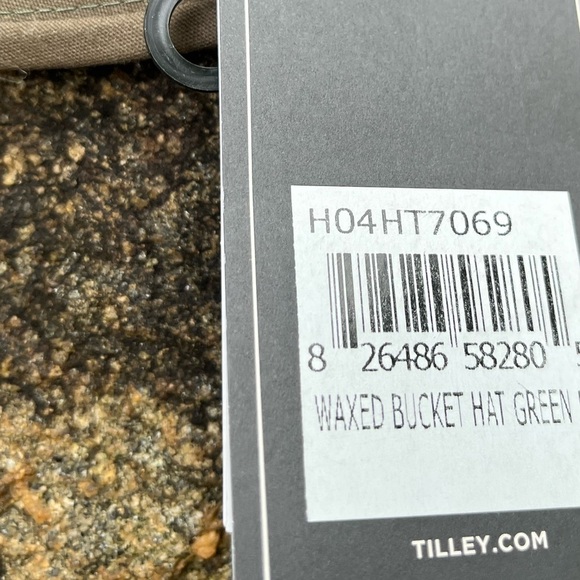 H04HT7069
8 26486 58280 5
WAXED BUCKET HAT GREEN
TILLEY.COM